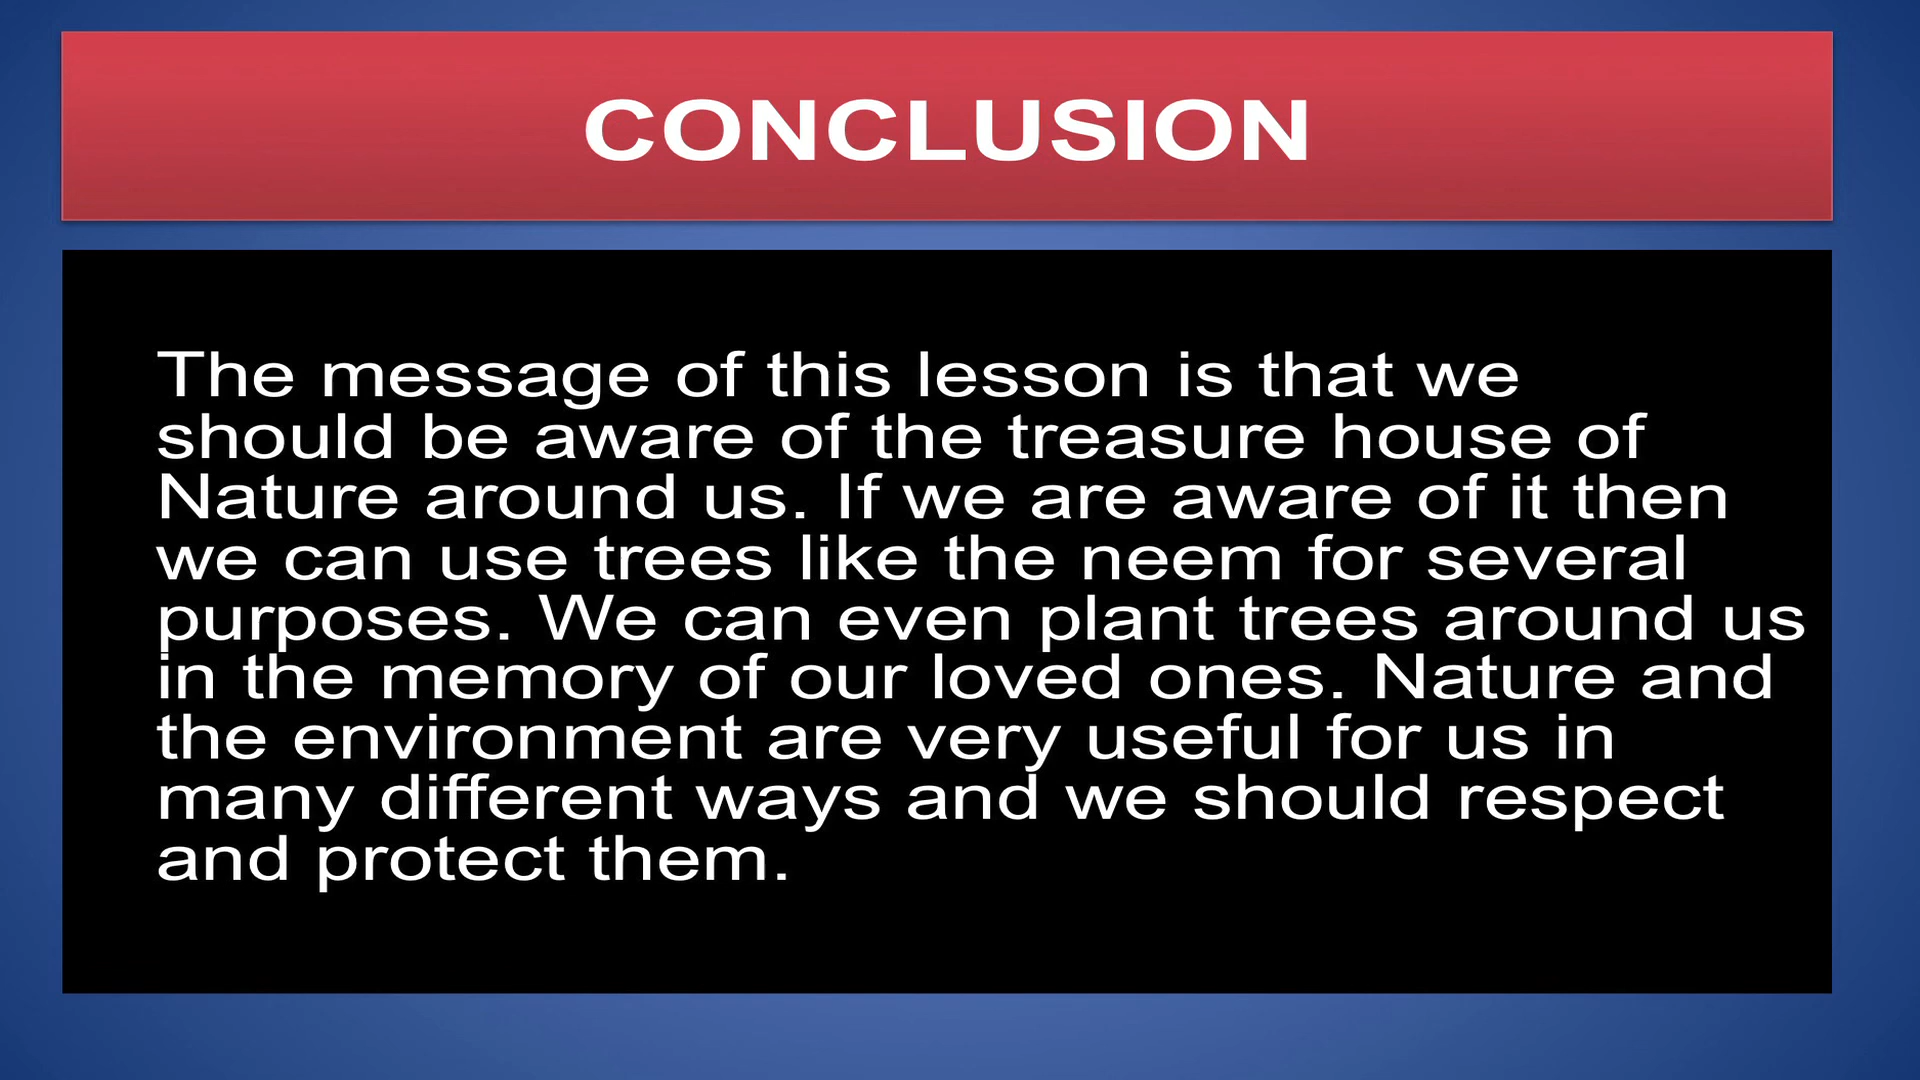 CONCLUSION
The message of this lesson is that we
should be aware of the treasure house of
Nature around us. If we are aware of it then
we can use trees like the neem for several
purposes. We can even plant trees around us
in the memory of our loved ones. Nature and
the environment are very useful for us in
many different ways and we should respect
and protect them.